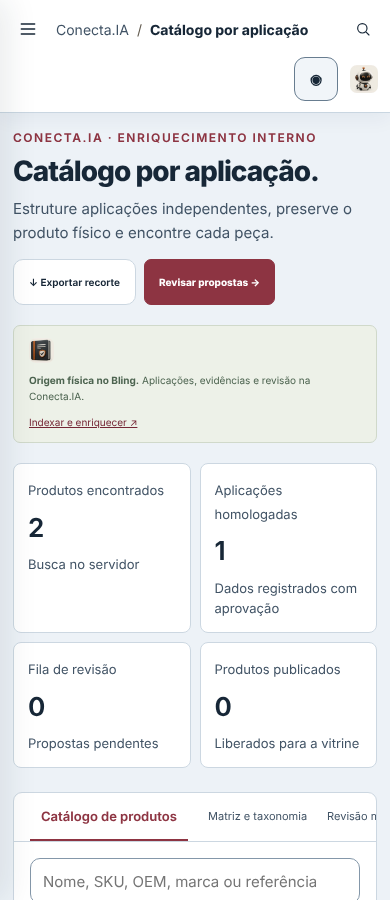 Conecta.IA / Catálogo por aplicação
CONECTA.IA · ENRIQUECIMENTO INTERNO
Catálogo por aplicação.
Estruture aplicações independentes, preserve o
produto físico e encontre cada peça.
↓ Exportar recorte
Revisar propostas →
Origem física no Bling. Aplicações, evidências e revisão na
Conecta.IA.
Indexar e enriquecer ↗
Produtos encontrados
2
Busca no servidor
Aplicações
homologadas
1
Dados registrados com
aprovação
Fila de revisão
0
Propostas pendentes
Produtos publicados
0
Liberados para a vitrine
Catálogo de produtos
Matriz e taxonomia
Revisão
Nome, SKU, OEM, marca ou referência